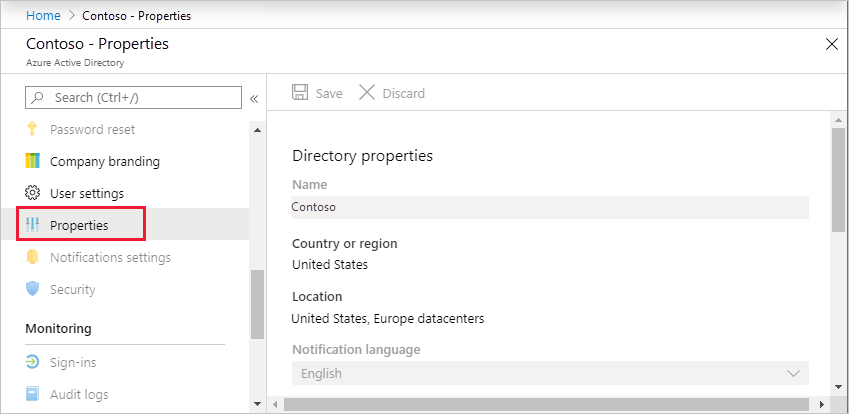 Home > Contoso - Properties
Contoso - Properties
Azure Active Directory
Search (Ctrl+/)
«
Password reset
Company branding
User settings
Properties
Notifications settings
Security
Monitoring
Sign-ins
Audit logs
Save
Discard
Directory properties
Name
Contoso
Country or region
United States
Location
United States, Europe datacenters
Notification language
English